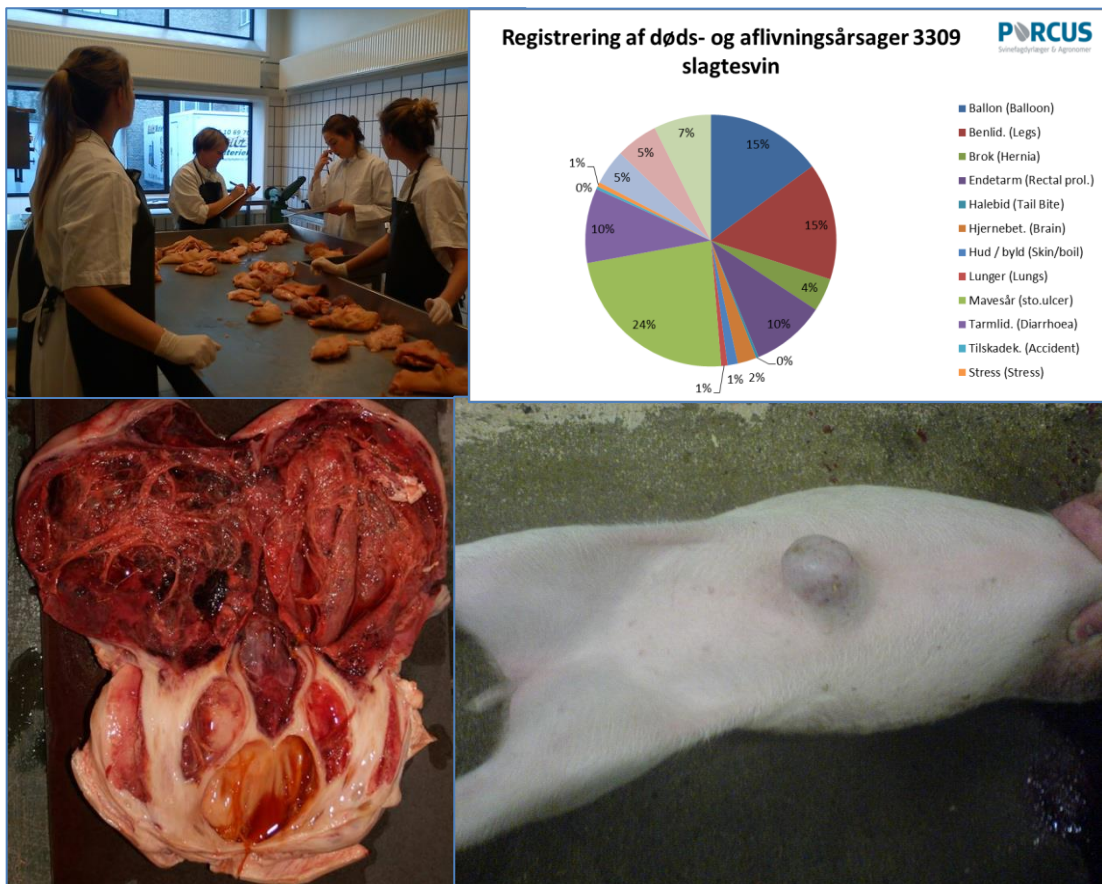 Registrering af døds- og aflivningsårsager 3309
slagtesvin
PORCUS
Svinefagdyrlæger & Agronomer
15%
15%
4%
10%
0%
2%
1%
1%
24%
10%
0%
1%
5%
5%
7%
Ballon (Balloon)
Benlid. (Legs)
Brok (Hernia)
Endetarm (Rectal prol.)
Halebid (Tail Bite)
Hjernebet. (Brain)
Hud / byld (Skin/boil)
Lunger (Lungs)
Mavesår (sto.ulcer)
Tarmlid. (Diarrhoea)
Tilskadek. (Accident)
Stress (Stress)